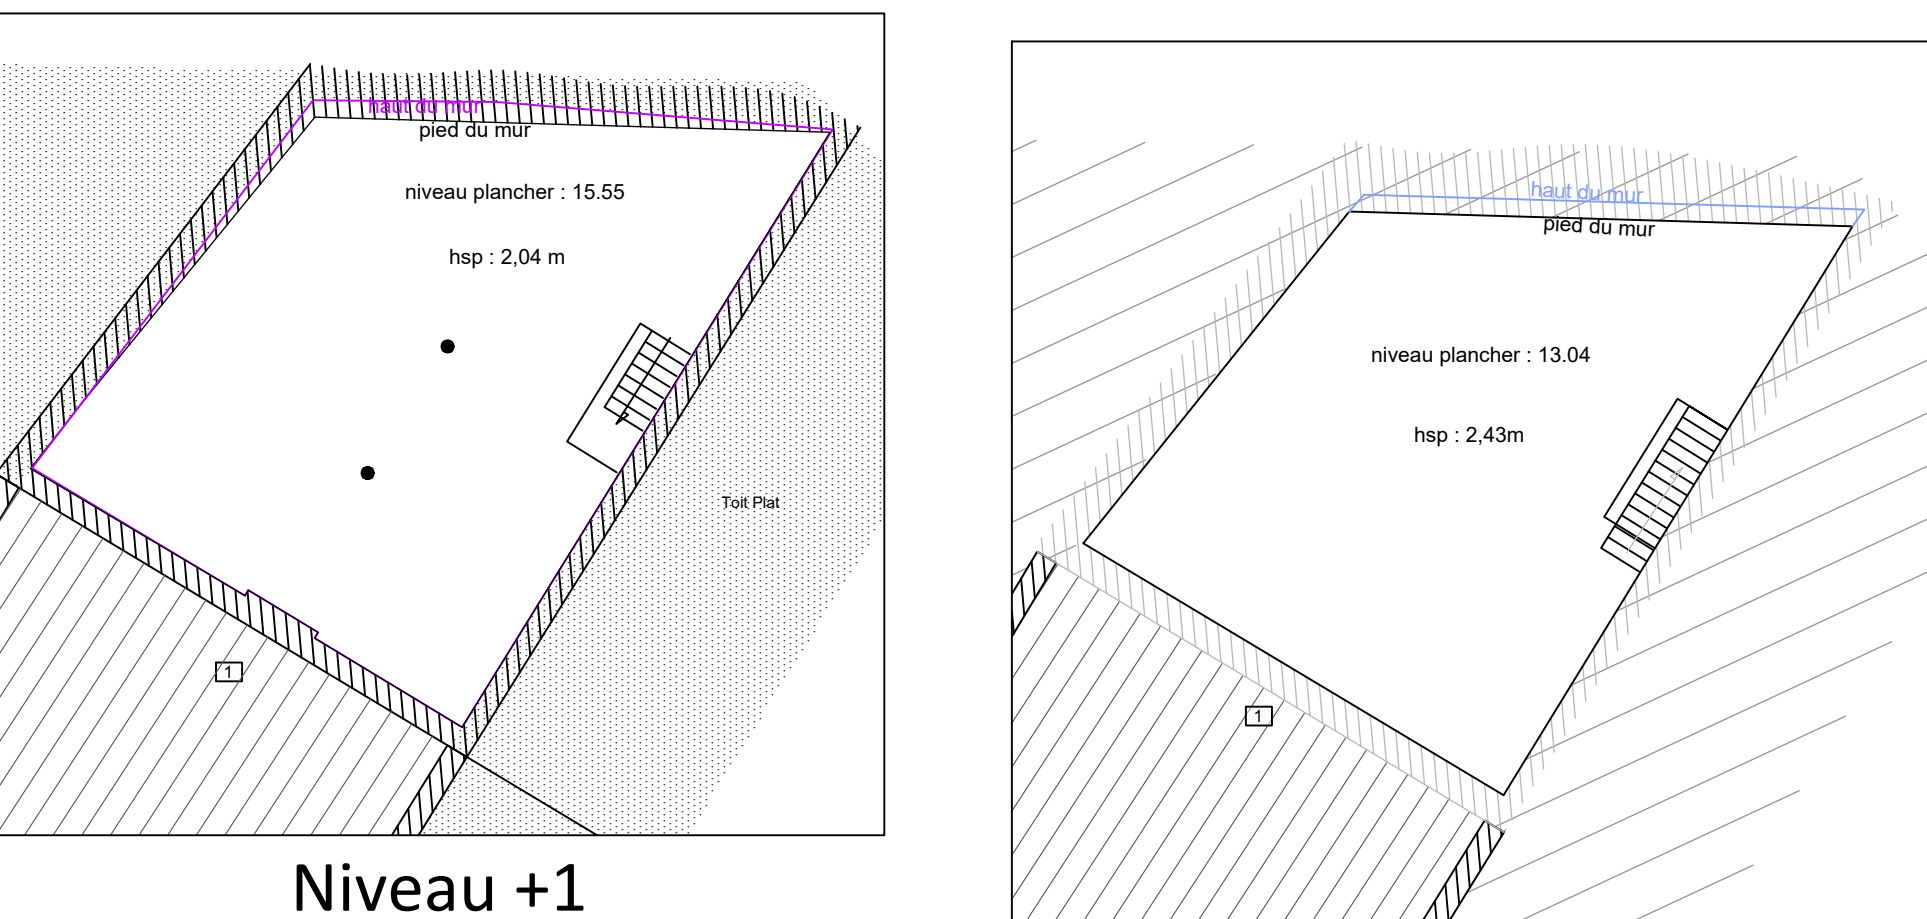 haut du mur
pied du mur
niveau plancher : 15.55
hsp : 2,04 m
Toit Plat
1
Niveau +1
haut du mur
pied du mur
niveau plancher : 13.04
hsp : 2,43m
1